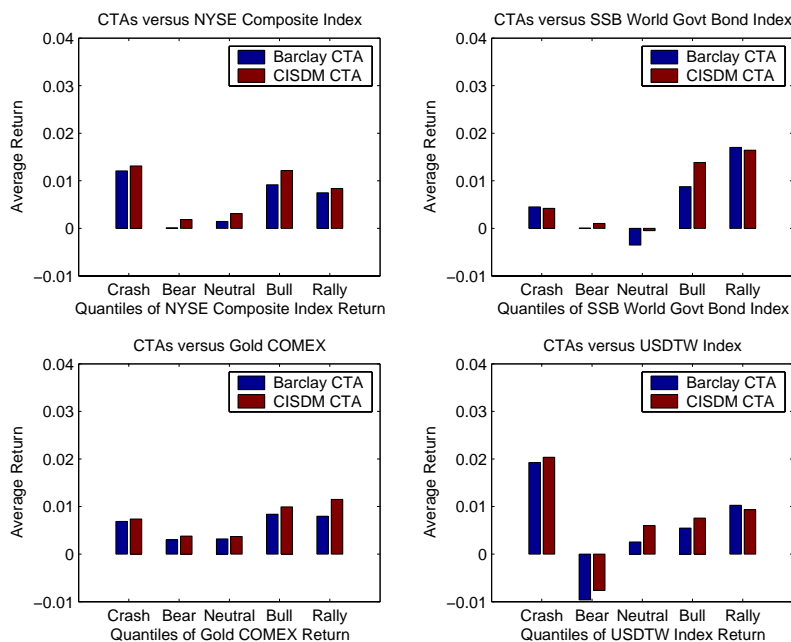 CTAs versus NYSE Composite Index
0.04
0.03
0.02
0.01
0
−0.01
Average Return
Barclay CTA
CISDM CTA
Crash Bear Neutral Bull Rally
Quantiles of NYSE Composite Index Return
CTAs versus SSB World Govt Bond Index
0.04
0.03
0.02
0.01
0
−0.01
Average Return
Barclay CTA
CISDM CTA
Crash Bear Neutral Bull Rally
Quantiles of SSB World Govt Bond Index
CTAs versus Gold COMEX
0.04
0.03
0.02
0.01
0
−0.01
Average Return
Barclay CTA
CISDM CTA
Crash Bear Neutral Bull Rally
Quantiles of Gold COMEX Return
CTAs versus USDTW Index
0.04
0.03
0.02
0.01
0
−0.01
Average Return
Barclay CTA
CISDM CTA
Crash Bear Neutral Bull Rally
Quantiles of USDTW Index Return